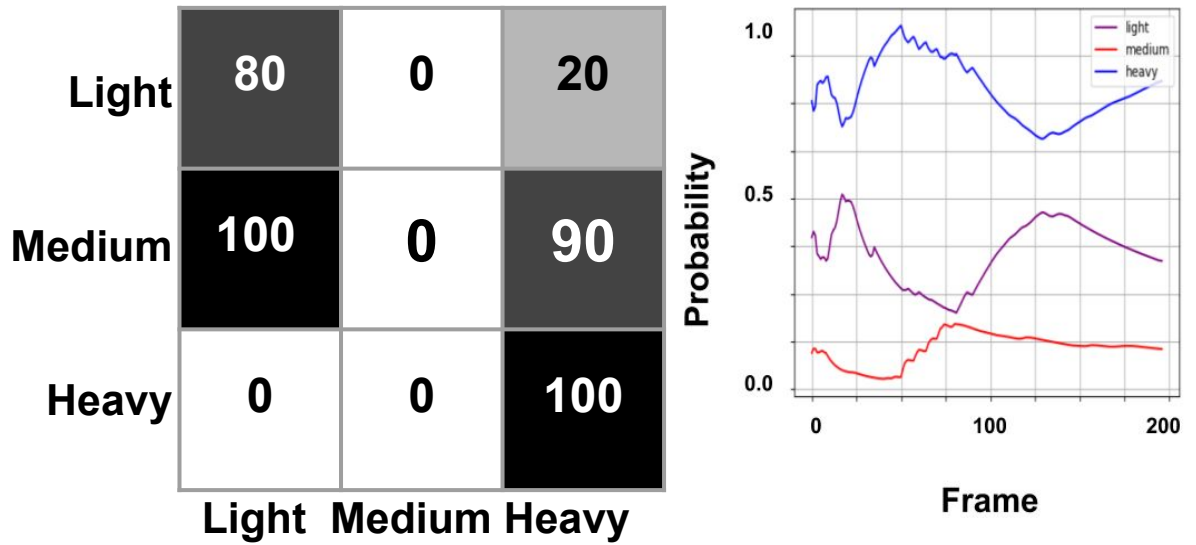 Light 80 0 20
Medium 100 0 90
Heavy 0 0 100
Light Medium Heavy
light
medium
heavy
Probability
1.0
0.5
0.0
0 100 200
Frame